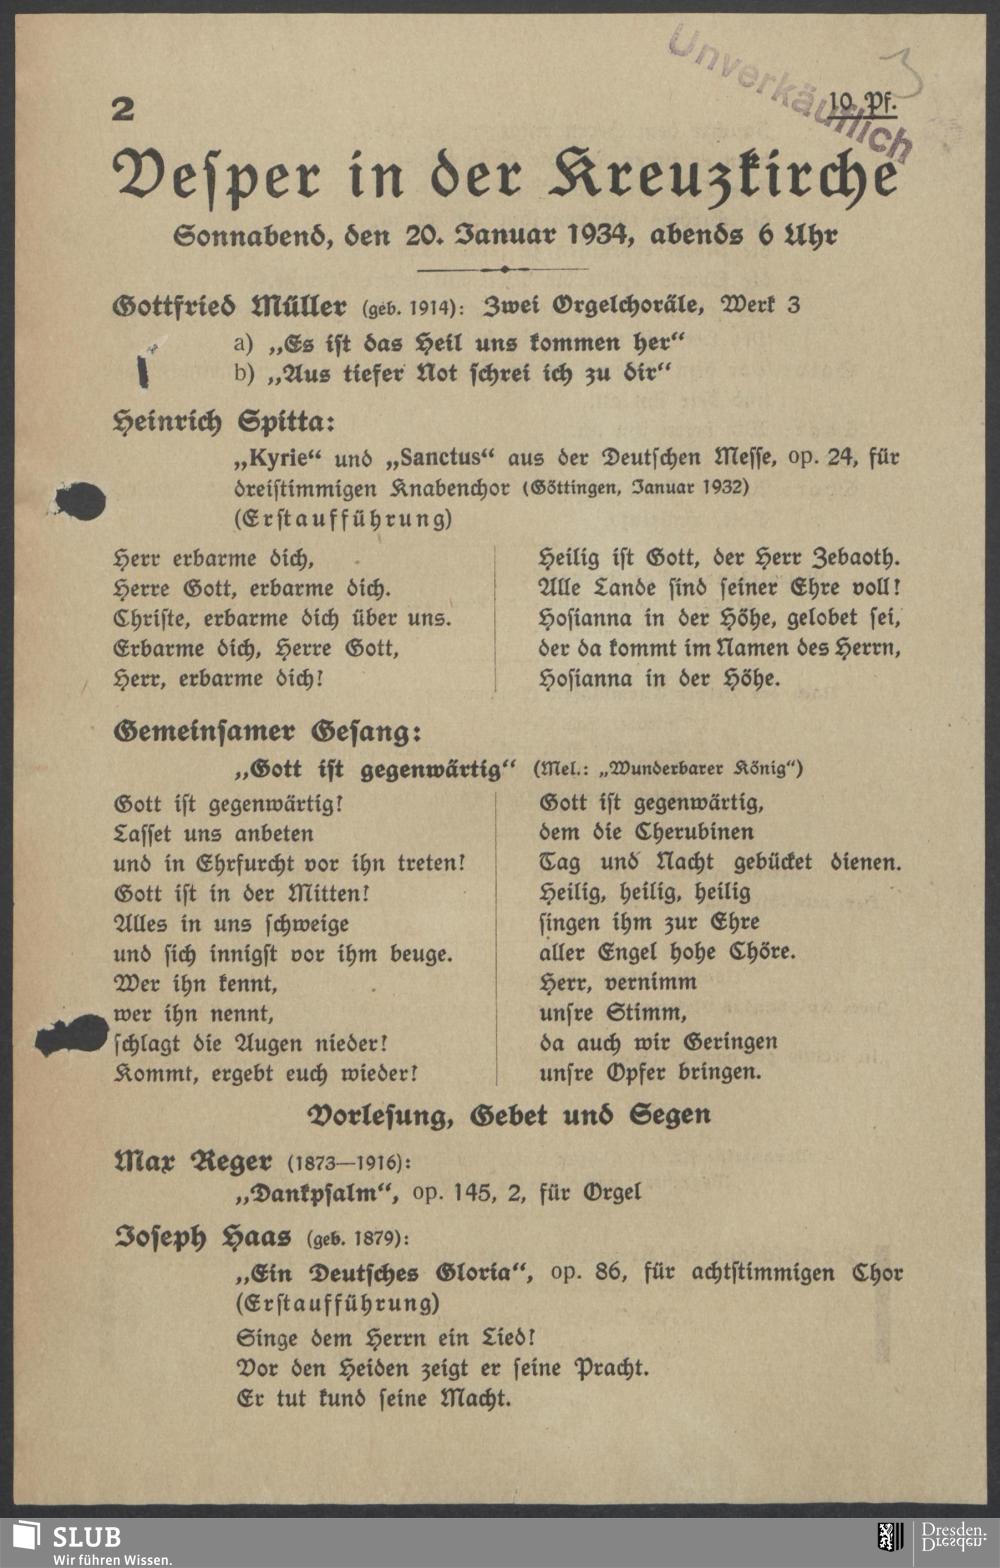 Unverkäuflich
3
2
10 Pf.
Vesper in der Kreuzkirche
Sonnabend, den 20. Januar 1934, abends 6 Uhr
Gottfried Müller (geb. 1914): Zwei Orgelchoräle, Werk 3
a) „Es ist das Heil uns kommen her“
b) „Aus tiefer Not schrei ich zu dir“
Heinrich Spitta:
„Kyrie“ und „Sanctus“ aus der Deutschen Messe, op. 24, für
dreistimmigen Knabenchor (Göttingen, Januar 1932)
(Erstaufführung)
Herr erbarme dich,
Herre Gott, erbarme dich.
Christe, erbarme dich über uns.
Erbarme dich, Herre Gott,
Herr, erbarme dich!
Heilig ist Gott, der Herr Zebaoth.
Alle Lande sind seiner Ehre voll!
Hosianna in der Höhe, gelobet sei,
der da kommt im Namen des Herrn,
Hosianna in der Höhe.
Gemeinsamer Gesang:
„Gott ist gegenwärtig“ (Mel.: „Wunderbarer König“)
Gott ist gegenwärtig!
Lasset uns anbeten
und in Ehrfurcht vor ihn treten!
Gott ist in der Mitten!
Alles in uns schweige
und sich innigst vor ihm beuge.
Wer ihn kennt,
wer ihn nennt,
schlagt die Augen nieder!
Kommt, ergebt euch wieder!
Gott ist gegenwärtig,
dem die Cherubinen
Tag und Nacht gebücket dienen.
Heilig, heilig, heilig
singen ihm zur Ehre
aller Engel hohe Chöre.
Herr, vernimm
unsre Stimm,
da auch wir Geringen
unsre Opfer bringen.
Vorlesung, Gebet und Segen
Max Reger (1873—1916):
„Dankpsalm“, op. 145, 2, für Orgel
Joseph Haas (geb. 1879):
„Ein Deutsches Gloria“, op. 86, für achtstimmigen Chor
(Erstaufführung)
Singe dem Herrn ein Lied!
Vor den Heiden zeigt er seine Pracht.
Er tut kund seine Macht.
SLUB
Wir führen Wissen.
Dresden.
Dresden.